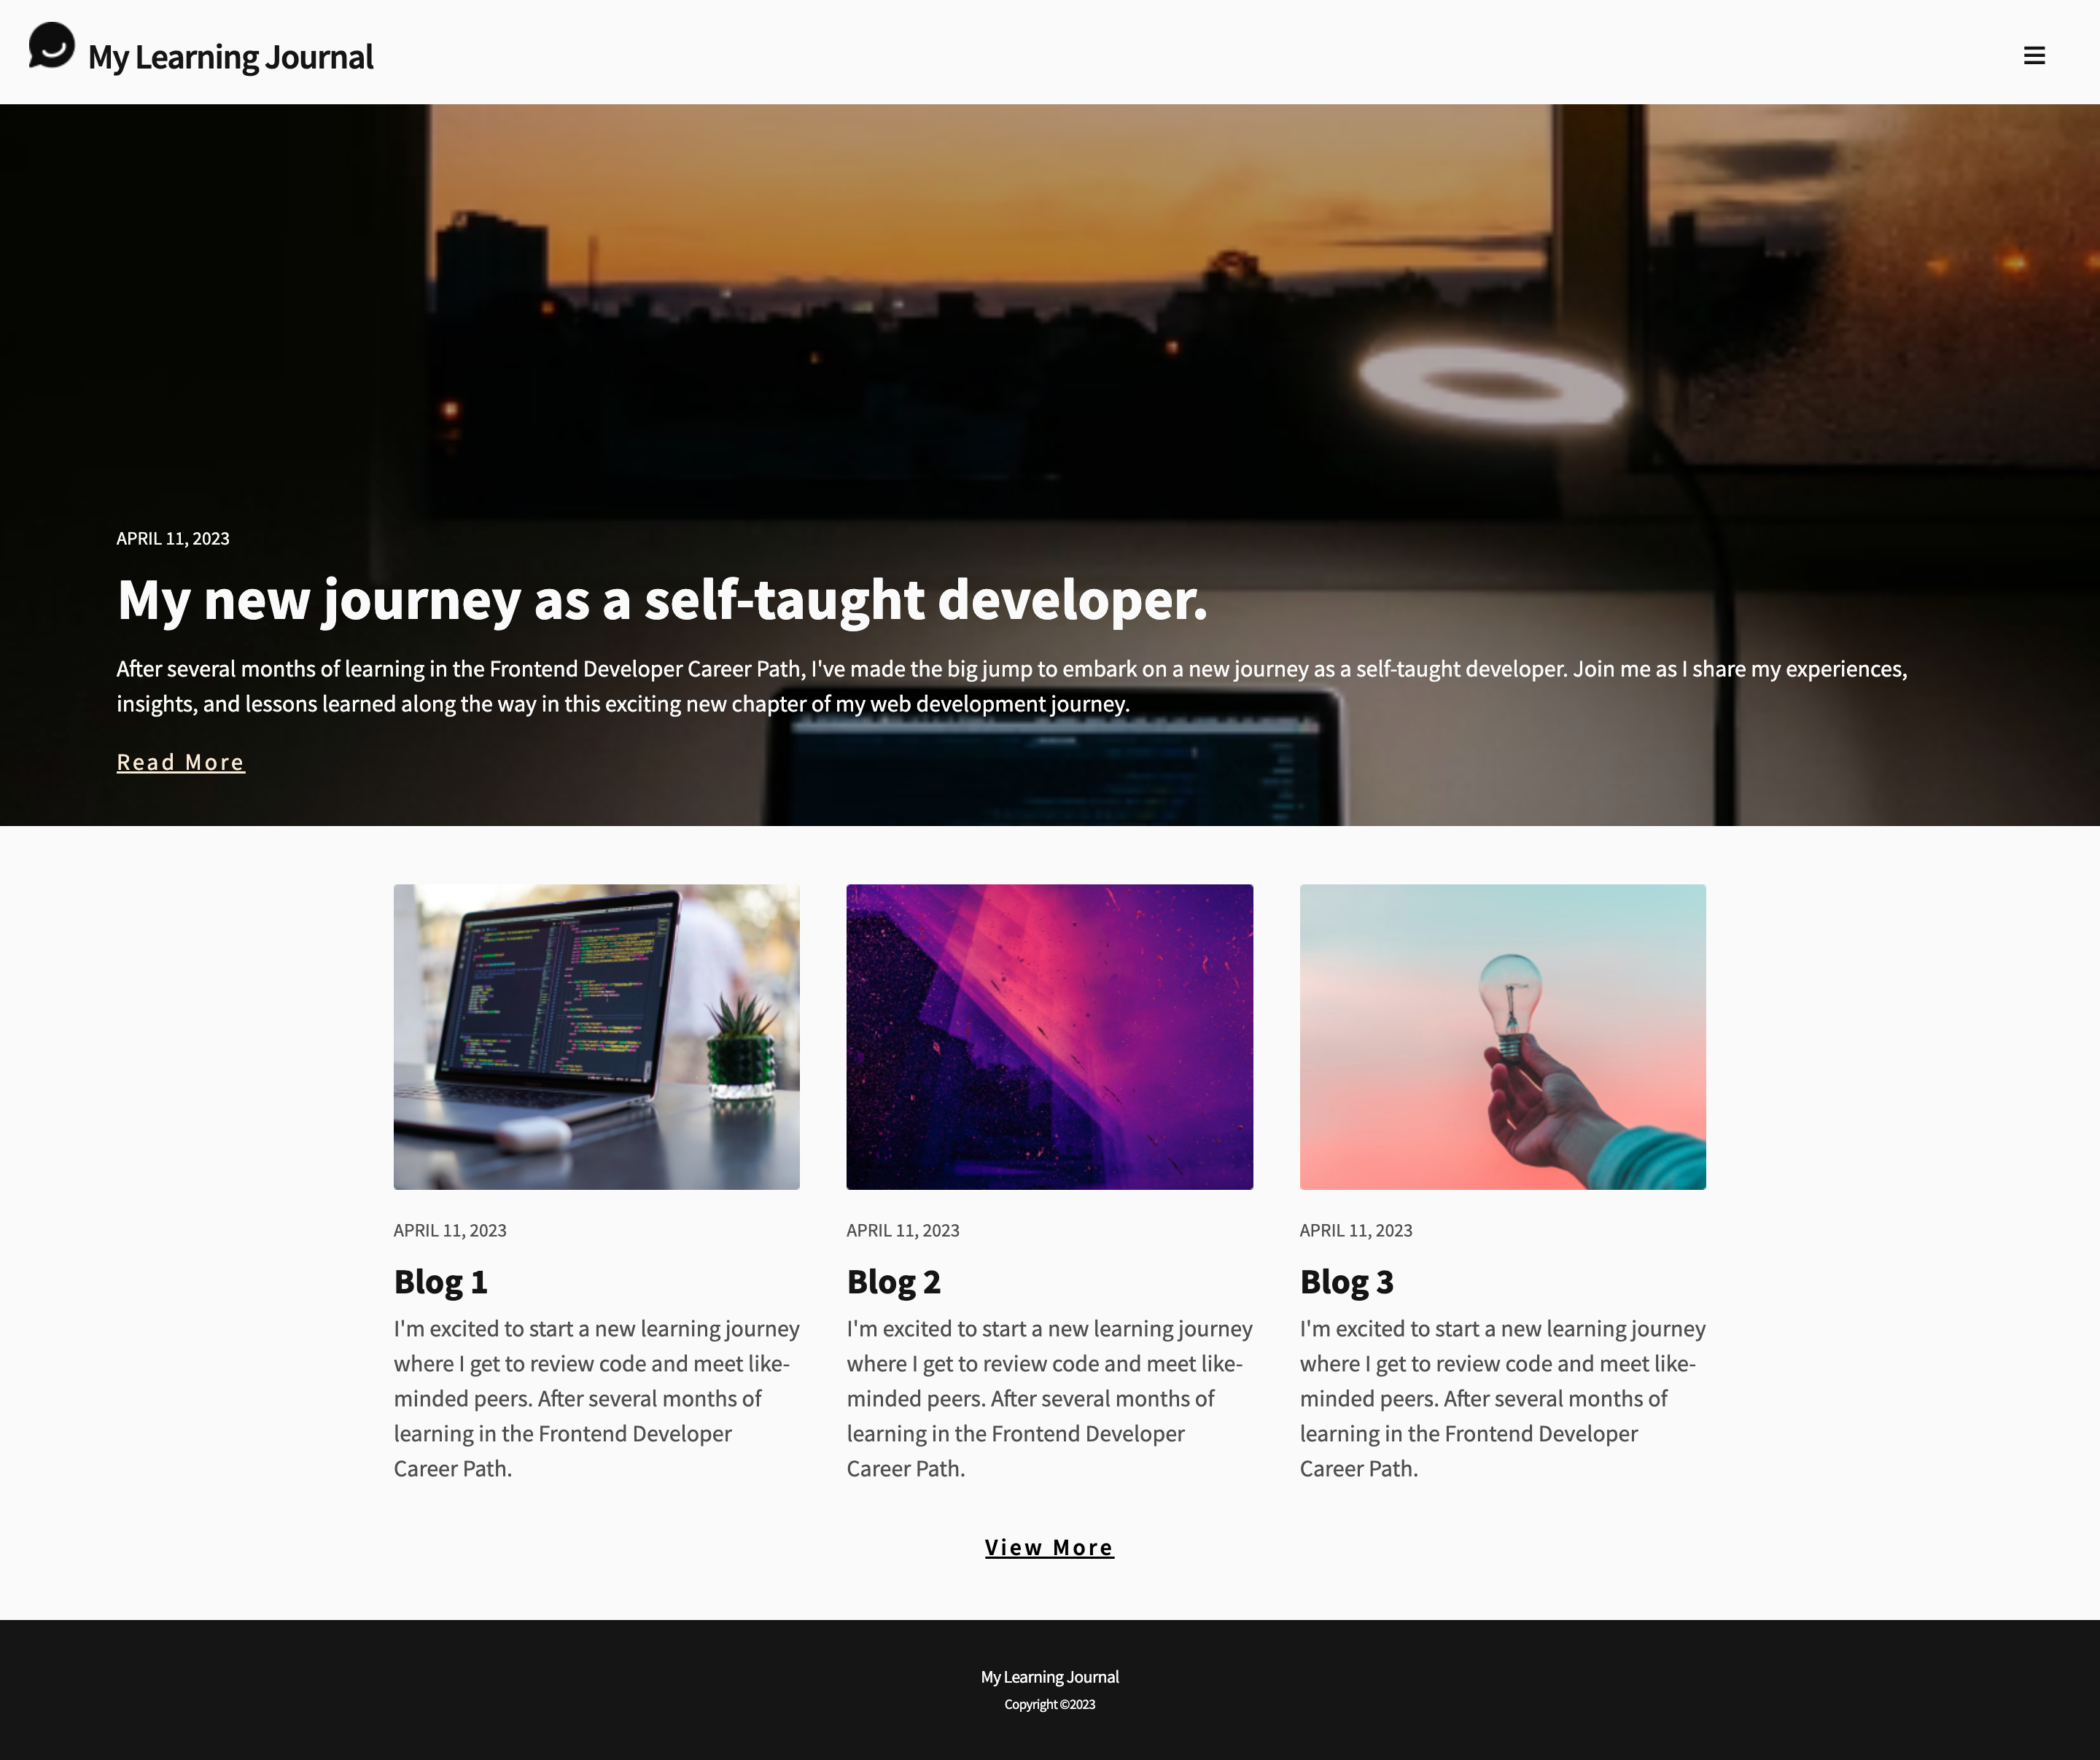 My Learning Journal
APRIL 11, 2023
My new journey as a self-taught developer.
After several months of learning in the Frontend Developer Career Path, I've made the big jump to embark on a new journey as a self-taught developer. Join me as I share my experiences,
insights, and lessons learned along the way in this exciting new chapter of my web development journey.
Read More
APRIL 11, 2023
Blog 1
I'm excited to start a new learning journey
where I get to review code and meet like-
minded peers. After several months of
learning in the Frontend Developer
Career Path.
APRIL 11, 2023
Blog 2
I'm excited to start a new learning journey
where I get to review code and meet like-
minded peers. After several months of
learning in the Frontend Developer
Career Path.
APRIL 11, 2023
Blog 3
I'm excited to start a new learning journey
where I get to review code and meet like-
minded peers. After several months of
learning in the Frontend Developer
Career Path.
View More
My Learning Journal
Copyright ©2023